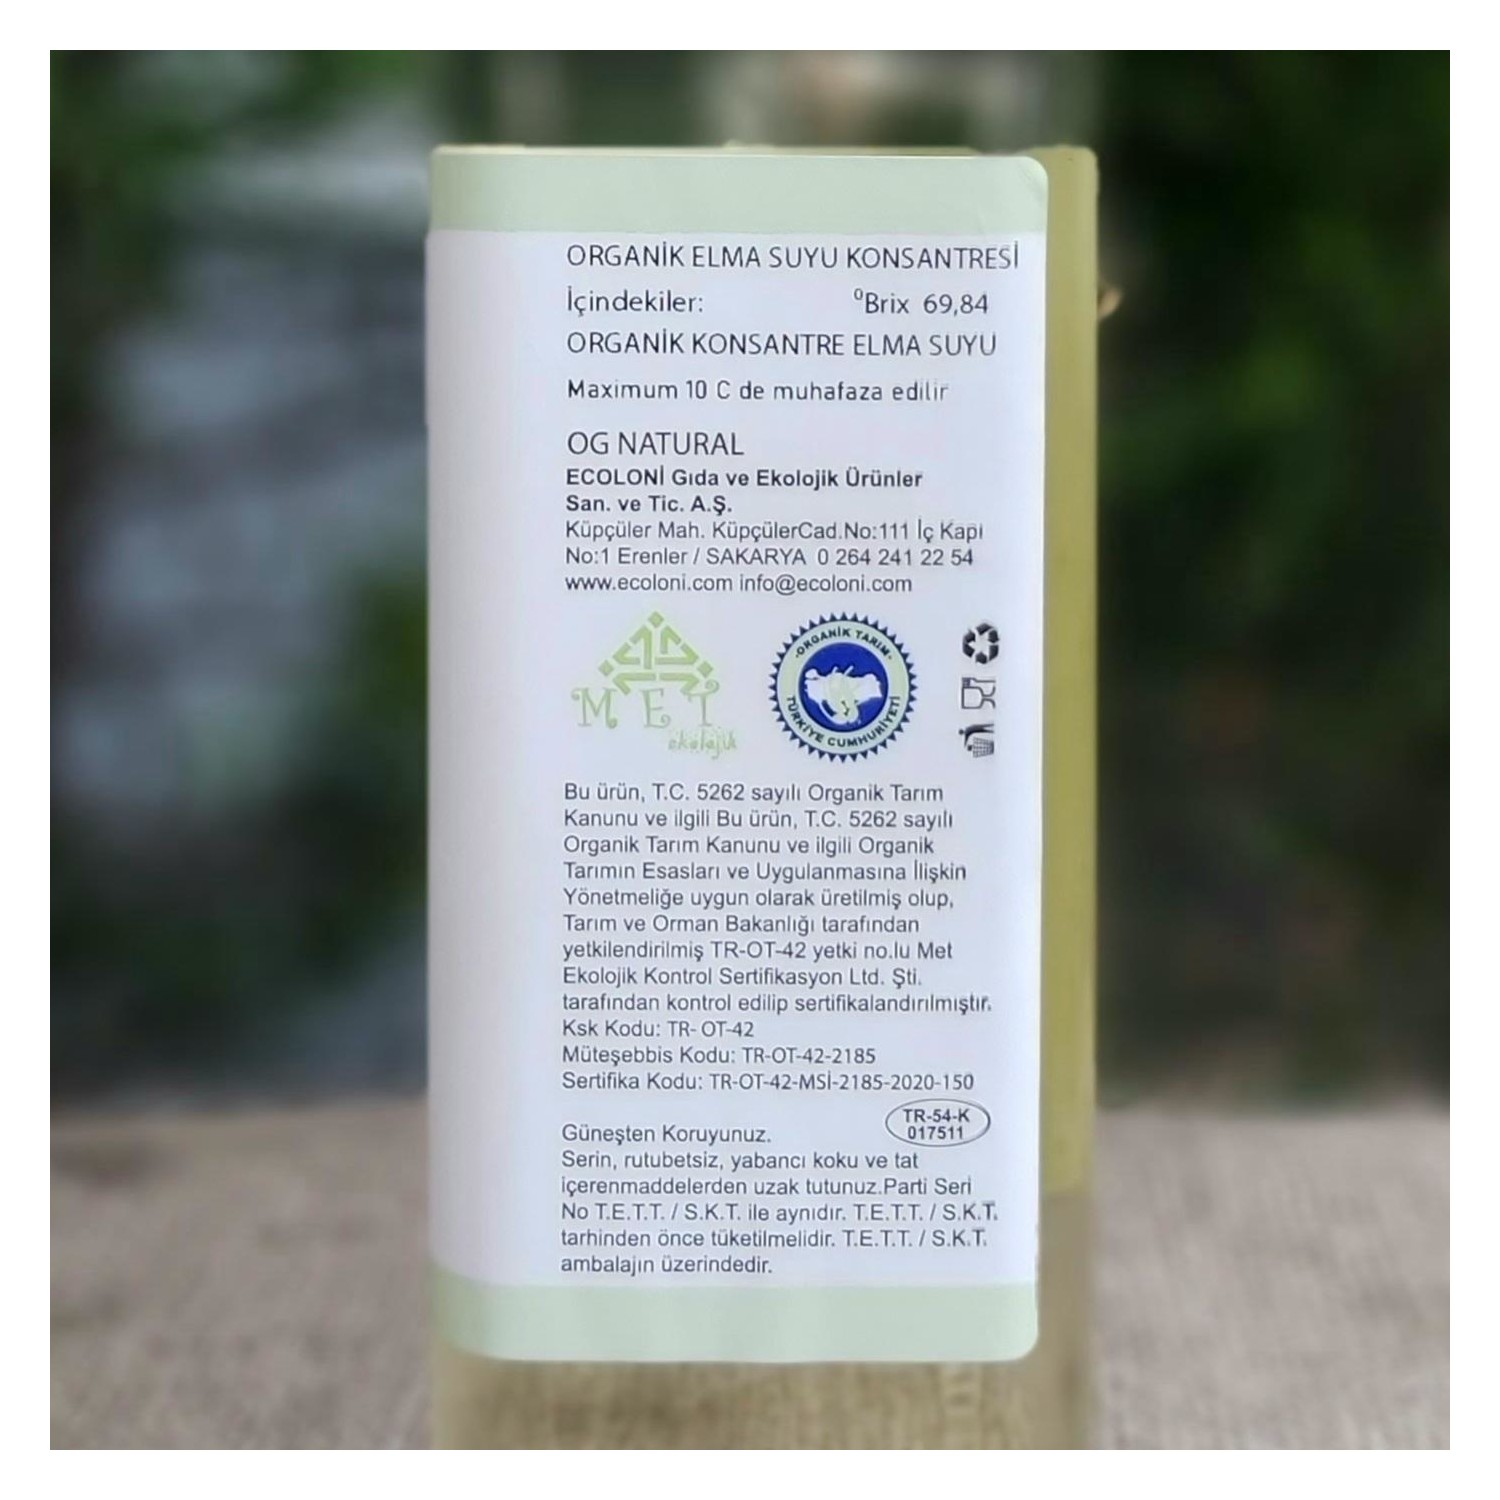 ORGANİK ELMA SUYU KONSANTRESİ
İçindekiler: ⁰Brix 69,84
ORGANİK KONSANTRE ELMA SUYU
Maximum 10 C de muhafaza edilir
OG NATURAL
ECOLONİ Gıda ve Ekolojik Ürünler
San. ve Tic. A.Ş.
Küpçüler Mah. KüpçülerCad.No:111 İç Kapı
No:1 Erenler / SAKARYA 0 264 241 22 54
www.ecoloni.com info@ecoloni.com
MET
ekolojik
·ORGANİK TARIM·
TÜRKİYE CUMHURİYETİ
Bu ürün, T.C. 5262 sayılı Organik Tarım
Kanunu ve ilgili Bu ürün, T.C. 5262 sayılı
Organik Tarım Kanunu ve ilgili Organik
Tarımın Esasları ve Uygulanmasına İlişkin
Yönetmeliğe uygun olarak üretilmiş olup,
Tarım ve Orman Bakanlığı tarafından
yetkilendirilmiş TR-OT-42 yetki no.lu Met
Ekolojik Kontrol Sertifikasyon Ltd. Şti.
tarafından kontrol edilip sertifikalandırılmıştır.
Ksk Kodu: TR- OT-42
Müteşebbis Kodu: TR-OT-42-2185
Sertifika Kodu: TR-OT-42-MSİ-2185-2020-150
TR-54-K
017511
Güneşten Koruyunuz.
Serin, rutubetsiz, yabancı koku ve tat
içerenmaddelerden uzak tutunuz.Parti Seri
No T.E.T.T. / S.K.T. ile aynıdır. T.E.T.T. / S.K.T.
tarhinden önce tüketilmelidir. T.E.T.T. / S.K.T.
ambalajın üzerindedir.